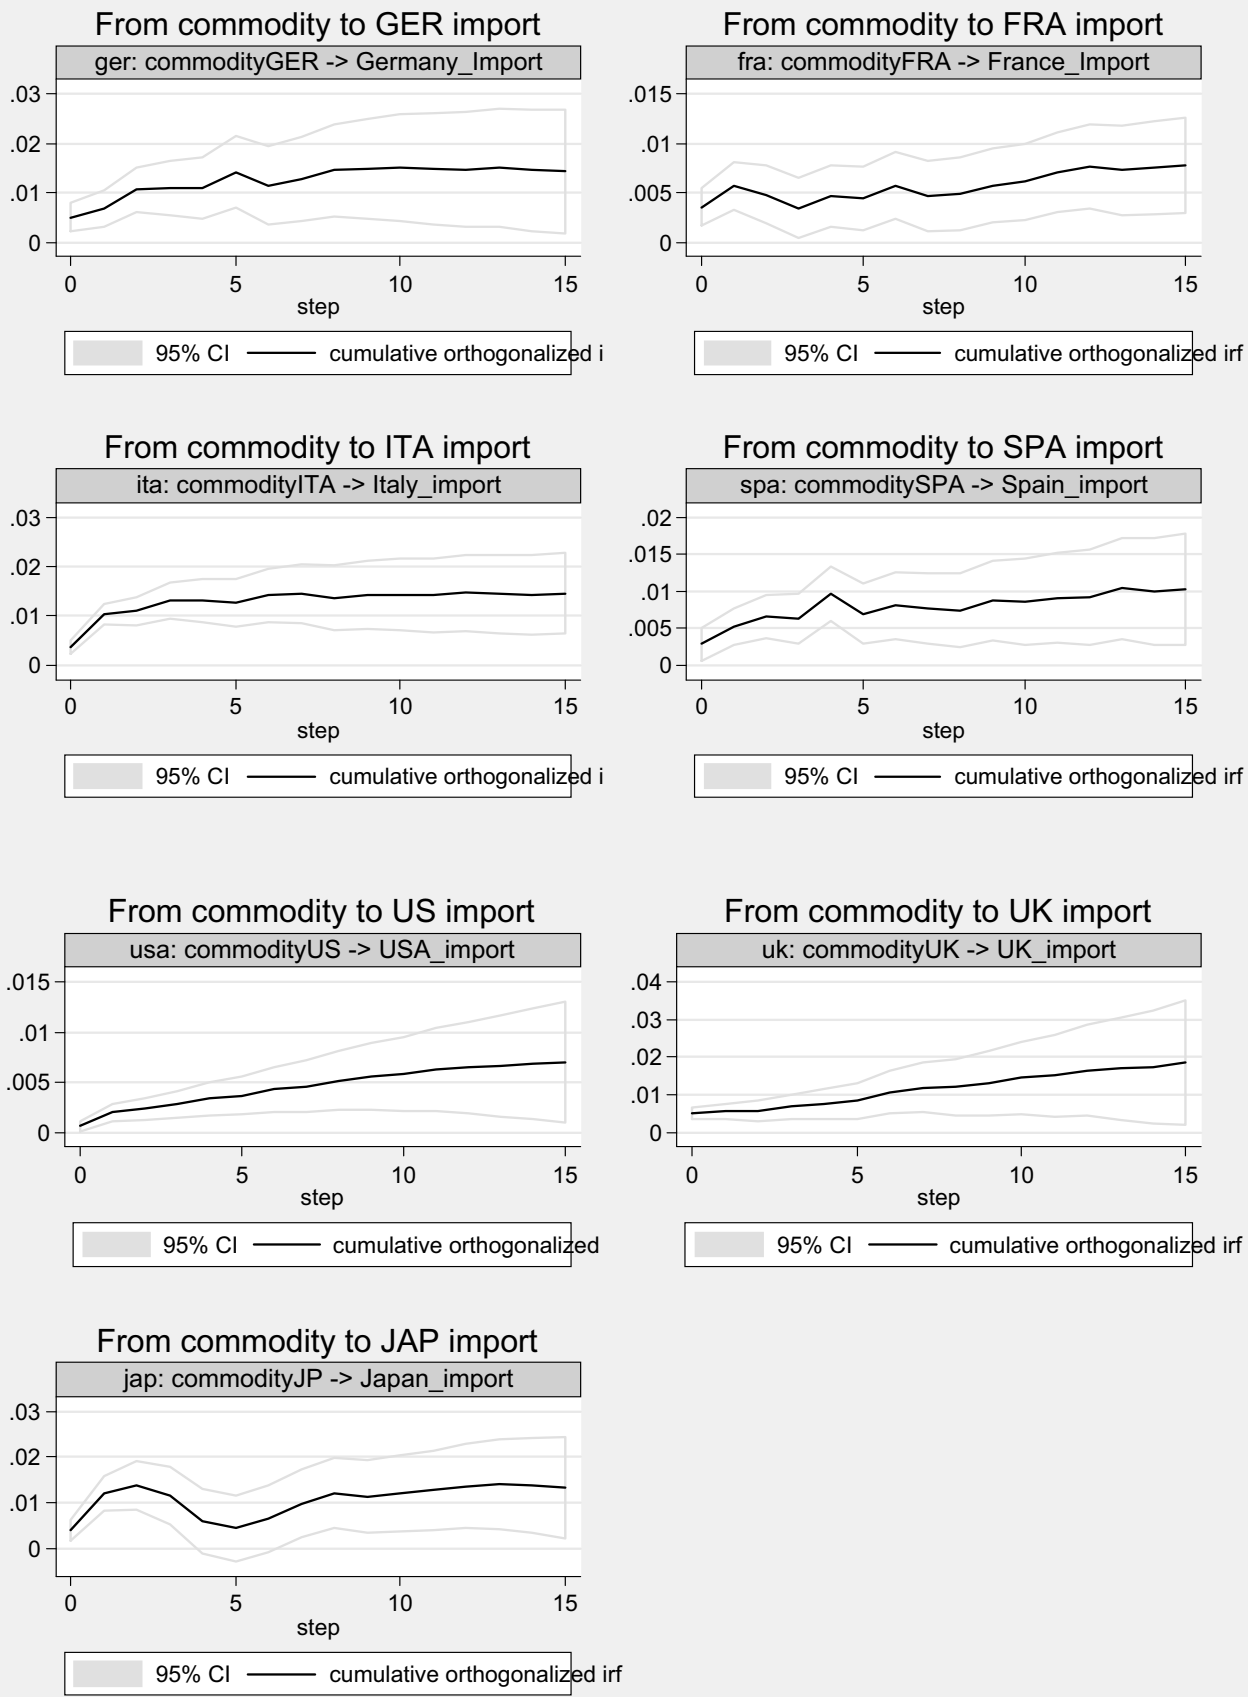 From commodity to GER import
ger: commodityGER -> Germany_Import
.03
.02
.01
0
0 5 10 15
step
95% CI cumulative orthogonalized i
From commodity to FRA import
fra: commodityFRA -> France_Import
.015
.01
.005
0
0 5 10 15
step
95% CI cumulative orthogonalized irf
From commodity to ITA import
ita: commodityITA -> Italy_import
.03
.02
.01
0
0 5 10 15
step
95% CI cumulative orthogonalized i
From commodity to SPA import
spa: commoditySPA -> Spain_import
.02
.015
.01
.005
0
0 5 10 15
step
95% CI cumulative orthogonalized irf
From commodity to US import
usa: commodityUS -> USA_import
.015
.01
.005
0
0 5 10 15
step
95% CI cumulative orthogonalized
From commodity to UK import
uk: commodityUK -> UK_import
.04
.03
.02
.01
0
0 5 10 15
step
95% CI cumulative orthogonalized irf
From commodity to JAP import
jap: commodityJP -> Japan_import
.03
.02
.01
0
0 5 10 15
step
95% CI cumulative orthogonalized irf